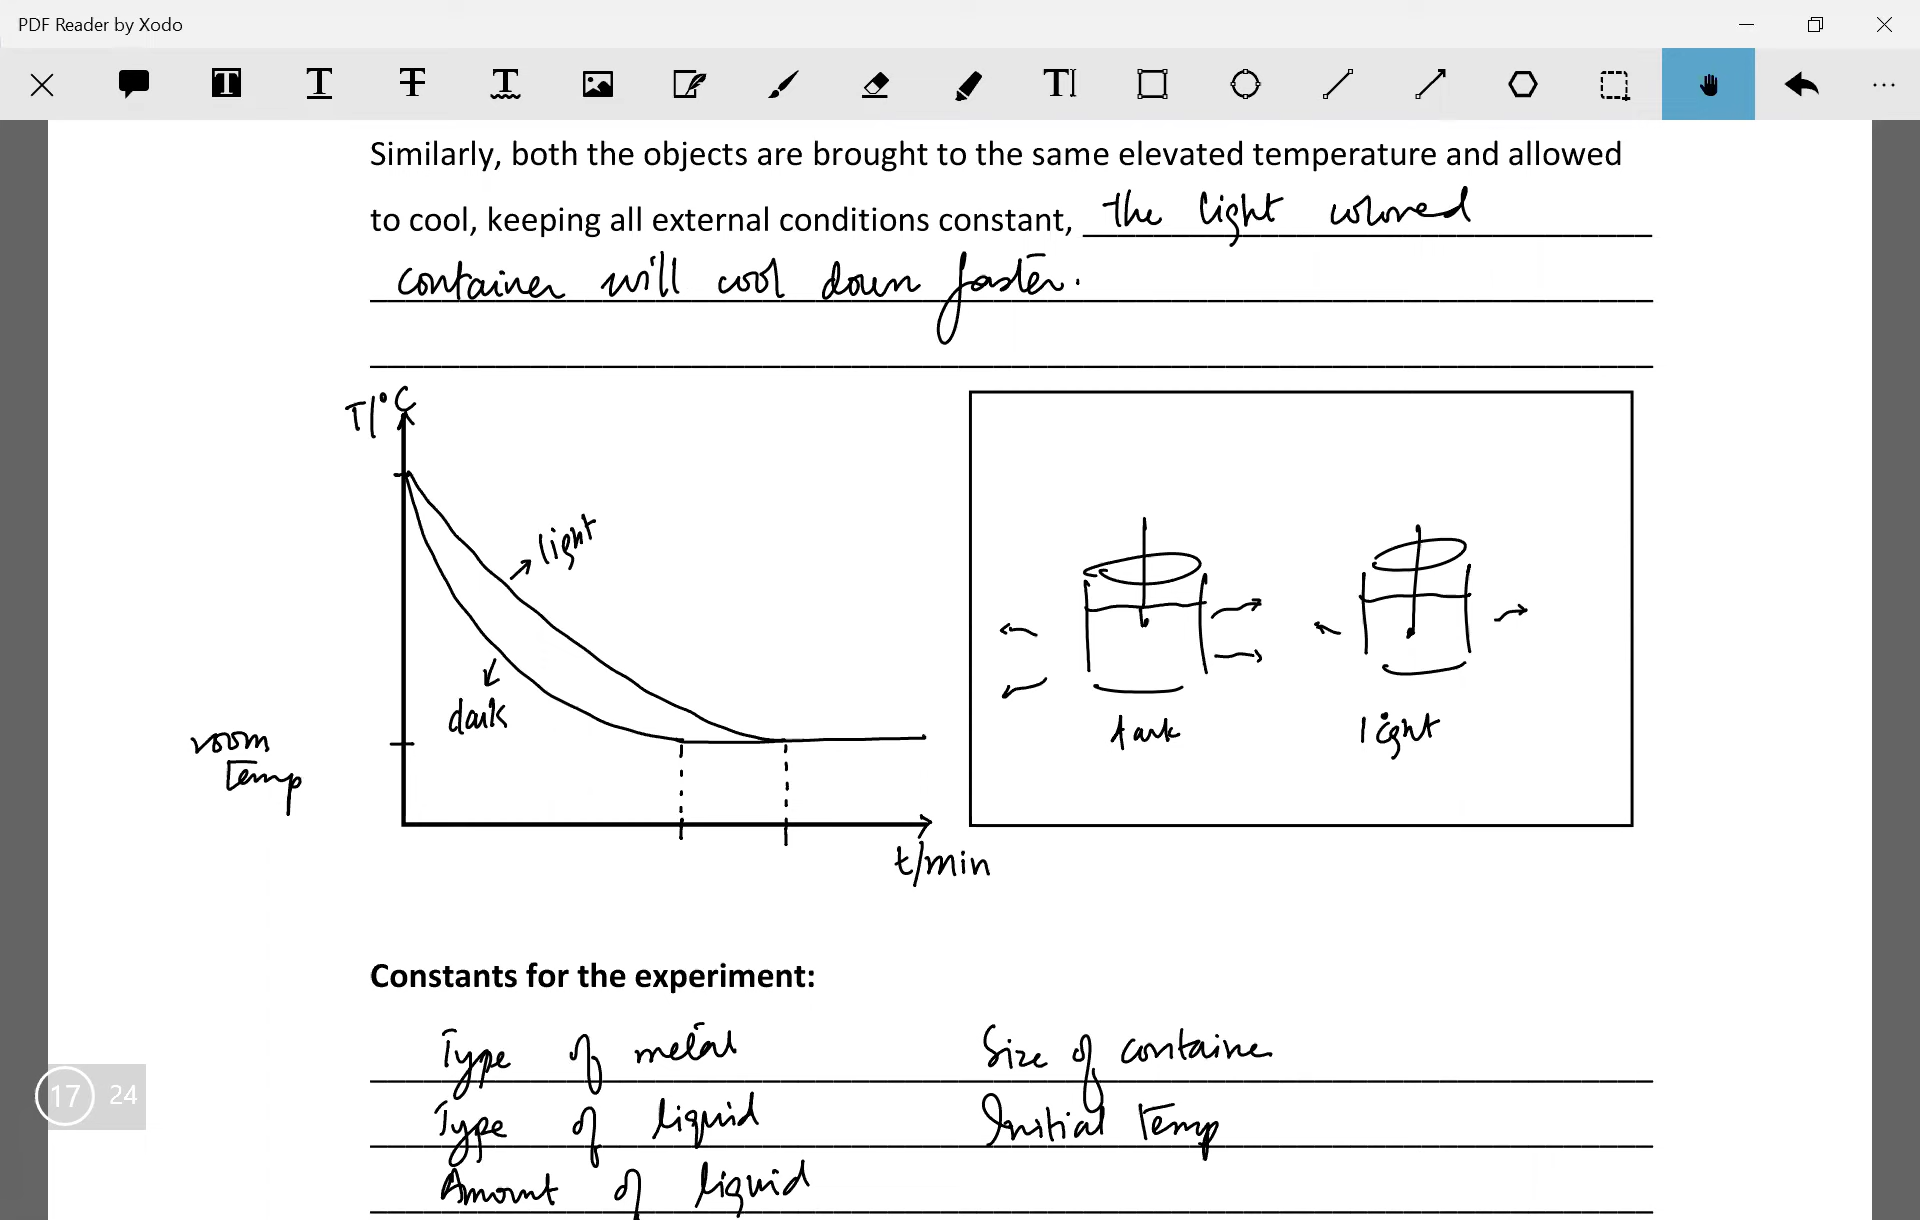 PDF Reader by Xodo
Similarly, both the objects are brought to the same elevated temperature and allowed
to cool, keeping all external conditions constant, the light colored
container will cool down faster.
T/°C
light
dark
room
temp
t/min
dark
light
Constants for the experiment:
Type of metal Size of container
Type of liquid Initial temp
Amount of liquid
17 24